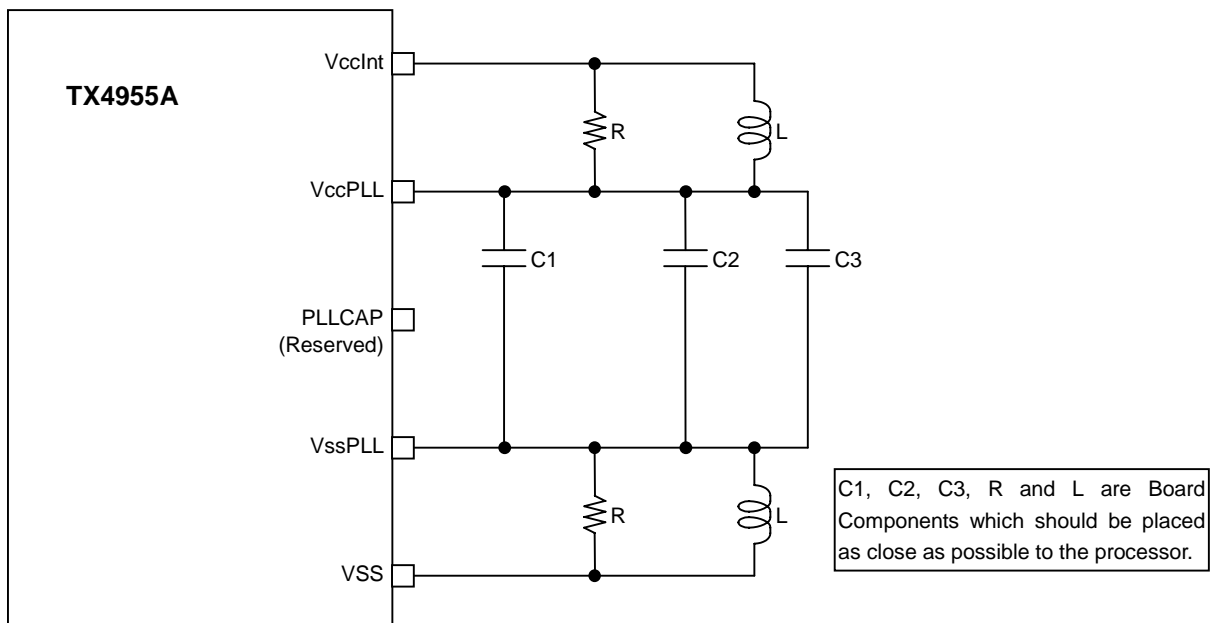 VccInt
TX4955A
R
L
VccPLL
C1
C2
C3
PLLCAP
(Reserved)
VssPLL
R
L
C1, C2, C3, R and L are Board
Components which should be placed
as close as possible to the processor.
VSS